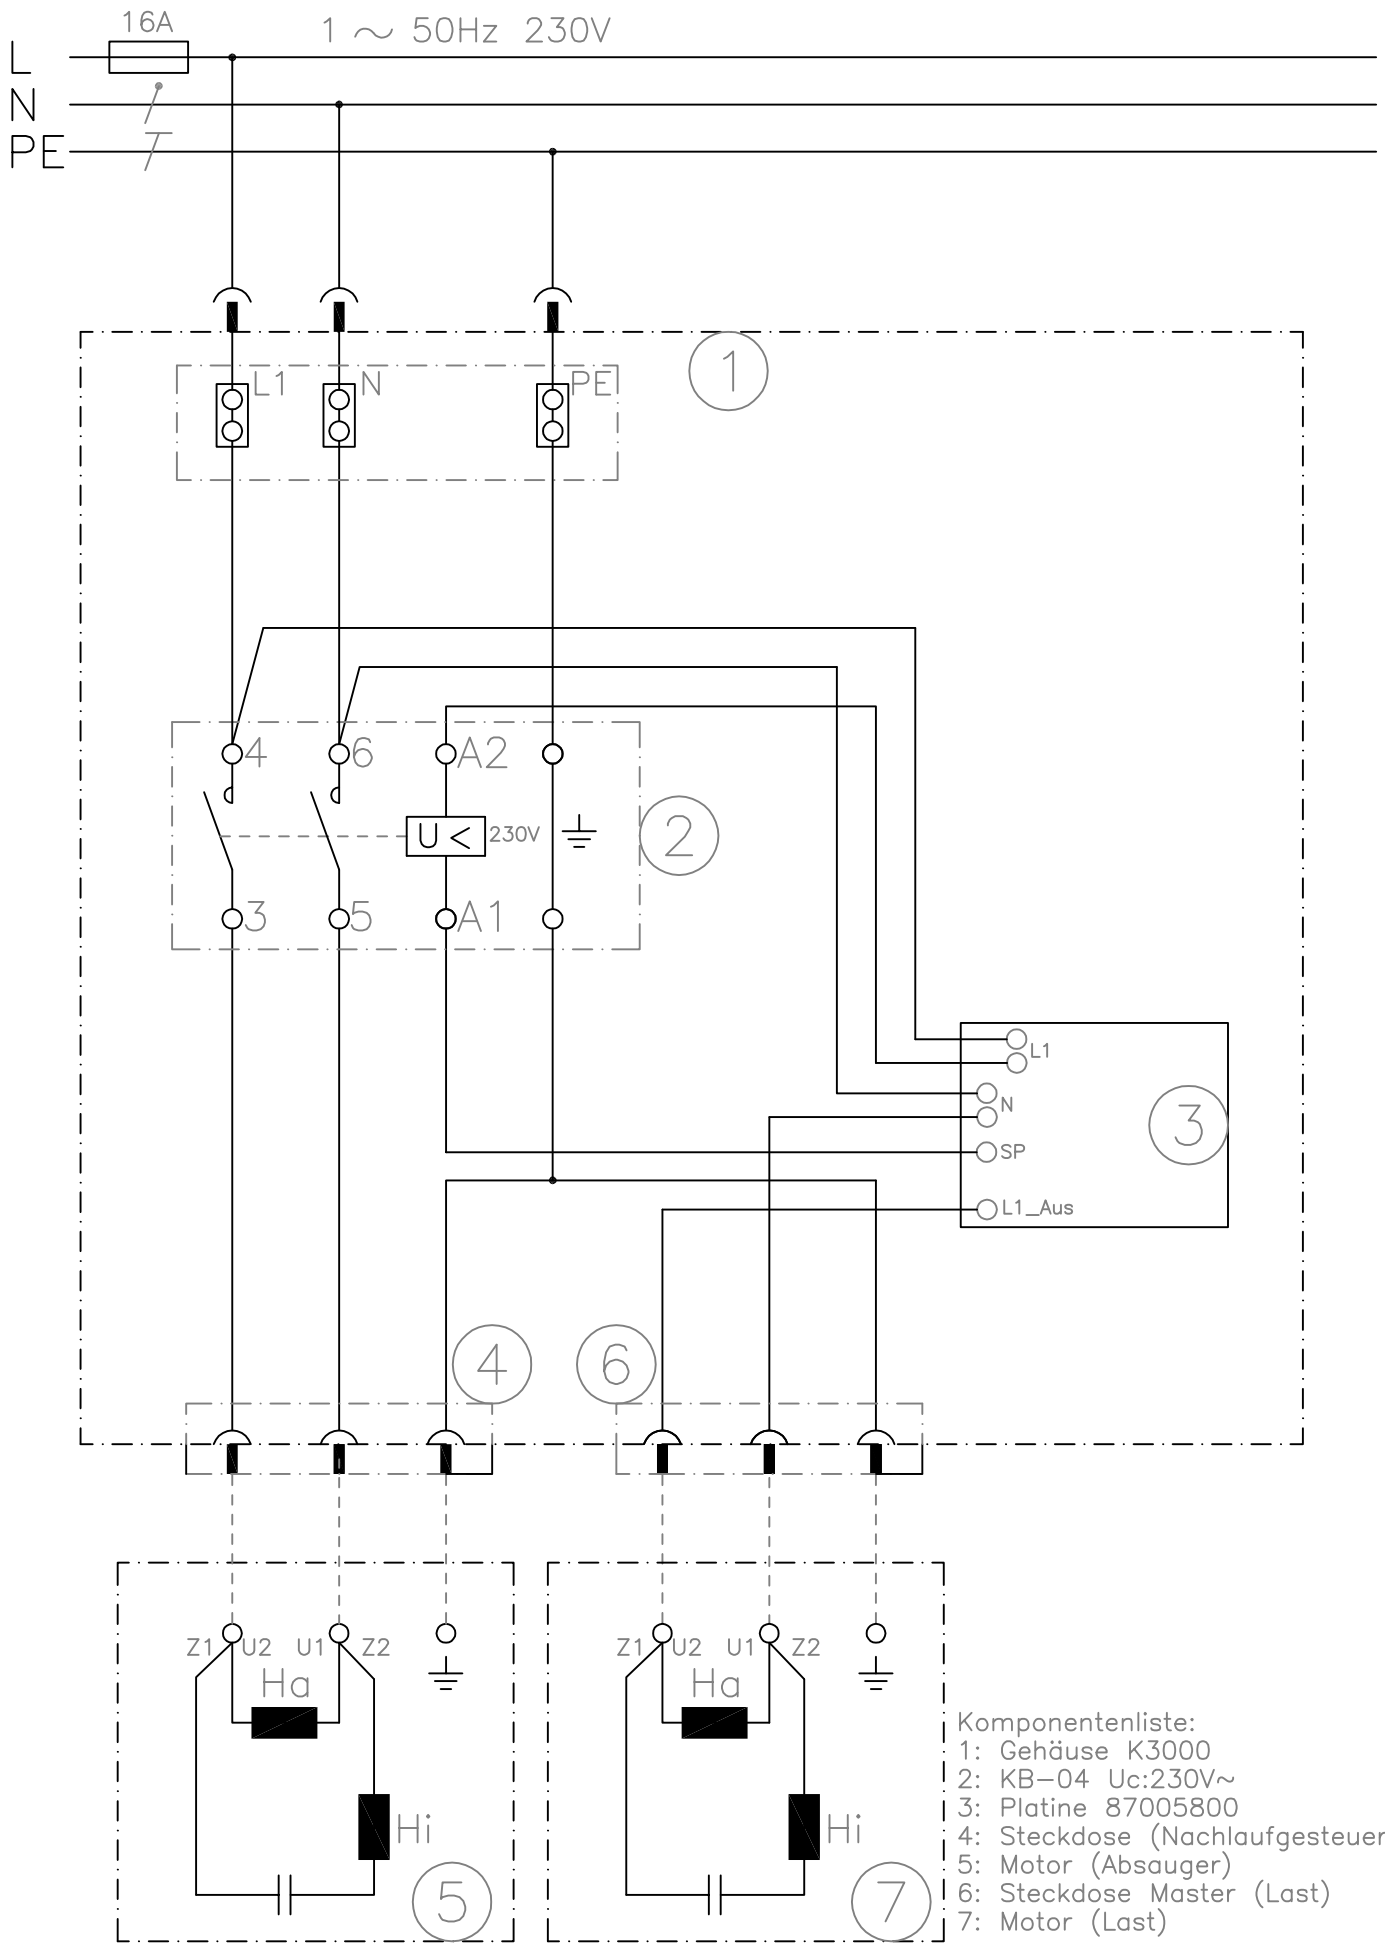 16A
1 ~ 50Hz 230V
L
N
PE
1
L1
N
PE
4
6
A2
U<
230V
2
3
5
A1
L1
N
SP
L1_Aus
3
4
6
Z1
U2
U1
Z2
Ha
Hi
5
Z1
U2
U1
Z2
Ha
Hi
7
Komponentenliste:
1: Gehäuse K3000
2: KB-04 Uc:230V~
3: Platine 87005800
4: Steckdose (Nachlaufgesteuer
5: Motor (Absauger)
6: Steckdose Master (Last)
7: Motor (Last)